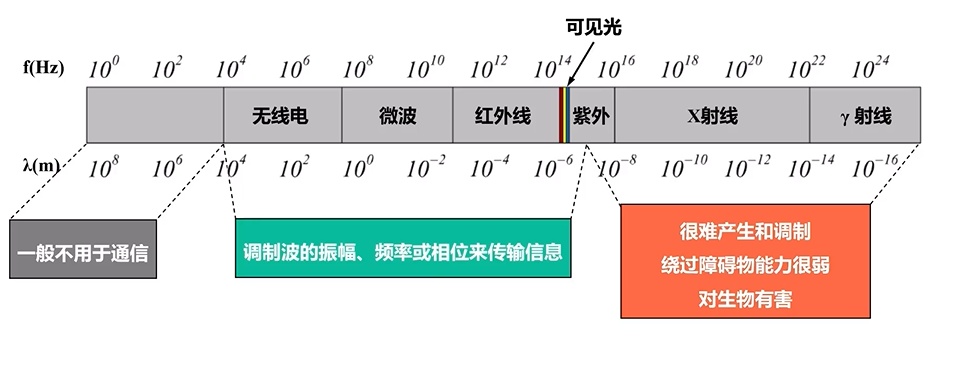 可见光
f(Hz) 10^0 10^2 10^4 10^6 10^8 10^10 10^12 10^14 10^16 10^18 10^20 10^22 10^24
无线电 微波 红外线 紫外 X射线 γ 射线
λ(m) 10^8 10^6 10^4 10^2 10^0 10^−2 10^−4 10^−6 10^−8 10^−10 10^−12 10^−14 10^−16
一般不用于通信
调制波的振幅、频率或相位来传输信息
很难产生和调制
绕过障碍物能力很弱
对生物有害